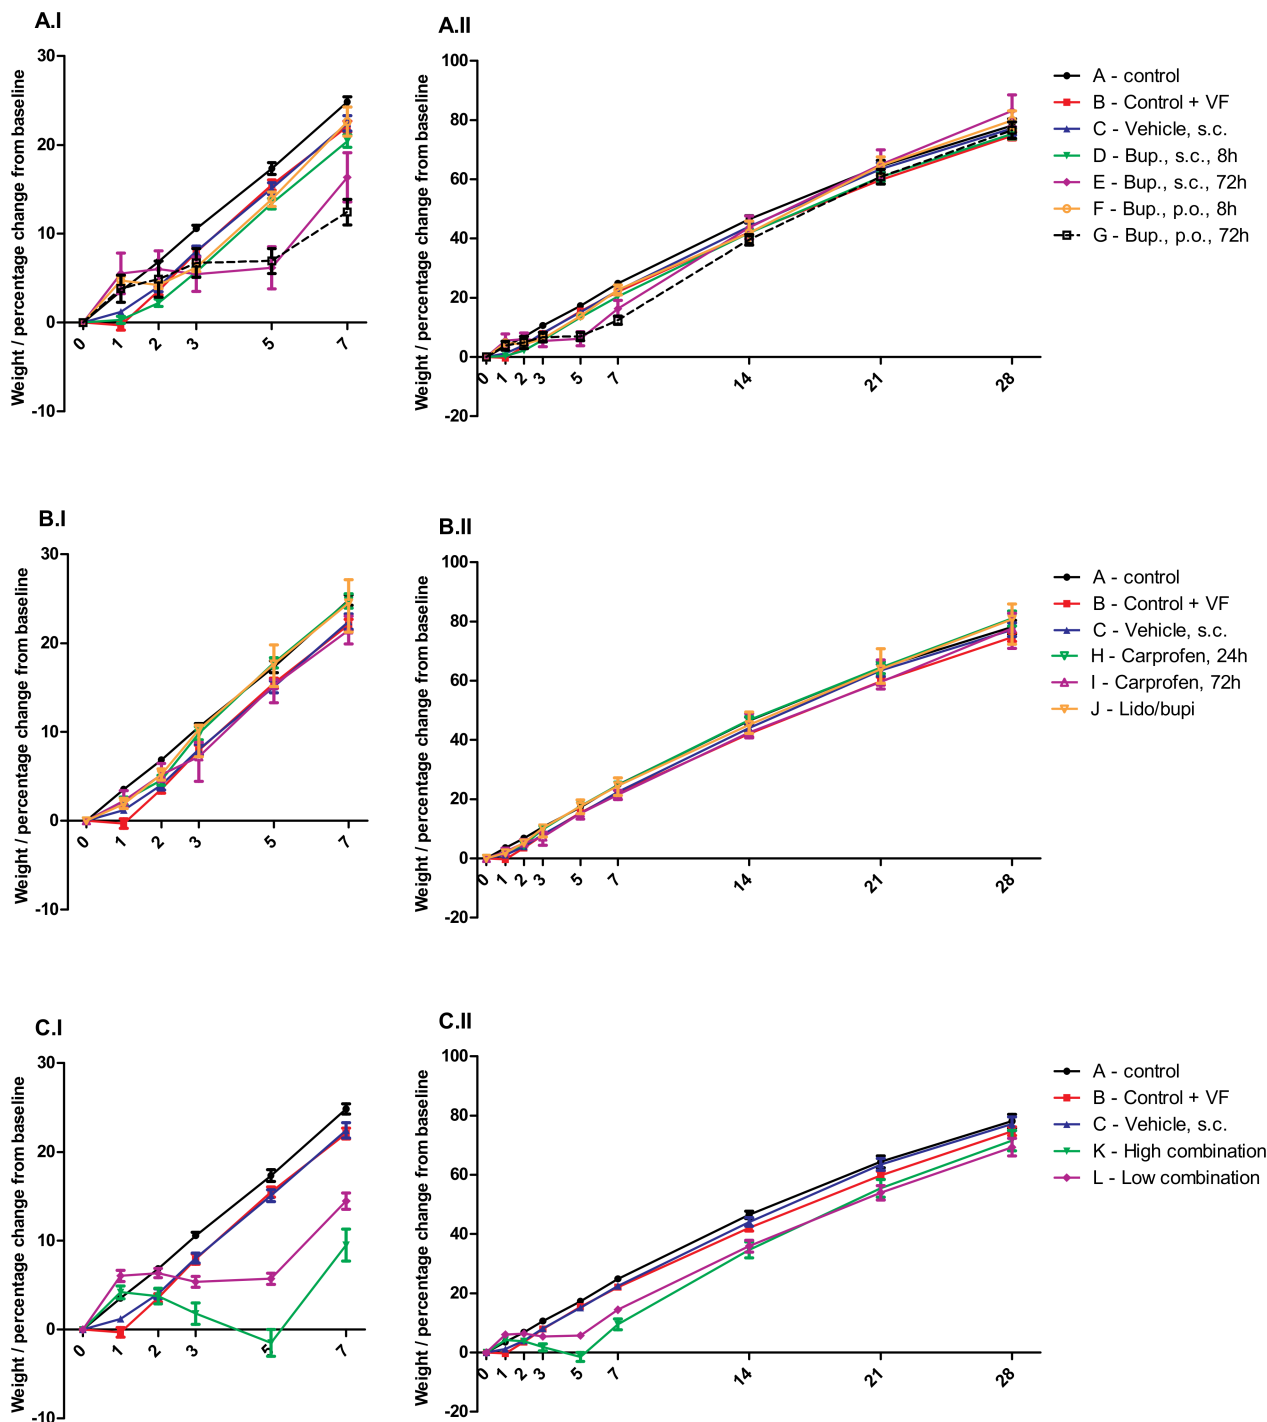 A.I
Weight / percentage change from baseline
30
20
10
0
-10
0 1 2 3 5 7
A.II
Weight / percentage change from baseline
100
80
60
40
20
0
-20
0 1 2 3 5 7 14 21 28
A - control
B - Control + VF
C - Vehicle, s.c.
D - Bup., s.c., 8h
E - Bup., s.c., 72h
F - Bup., p.o., 8h
G - Bup., p.o., 72h
B.I
Weight / percentage change from baseline
30
20
10
0
-10
0 1 2 3 5 7
B.II
Weight / percentage change from baseline
100
80
60
40
20
0
-20
0 1 2 3 5 7 14 21 28
A - control
B - Control + VF
C - Vehicle, s.c.
H - Carprofen, 24h
I - Carprofen, 72h
J - Lido/bupi
C.I
Weight / percentage change from baseline
30
20
10
0
-10
0 1 2 3 5 7
C.II
Weight / percentage change from baseline
100
80
60
40
20
0
-20
0 1 2 3 5 7 14 21 28
A - control
B - Control + VF
C - Vehicle, s.c.
K - High combination
L - Low combination